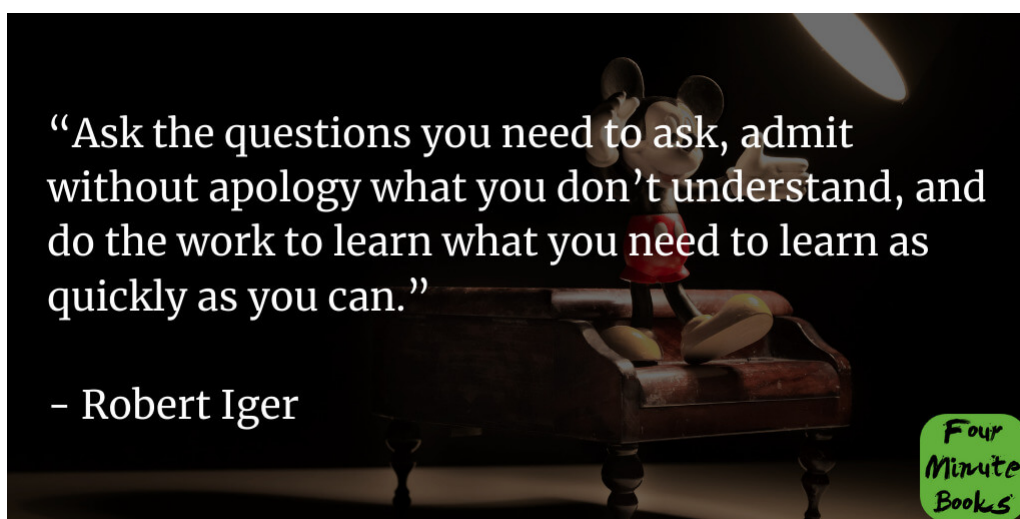 “Ask the questions you need to ask, admit
without apology what you don’t understand, and
do the work to learn what you need to learn as
quickly as you can.”
- Robert Iger
Four
Minute
Books